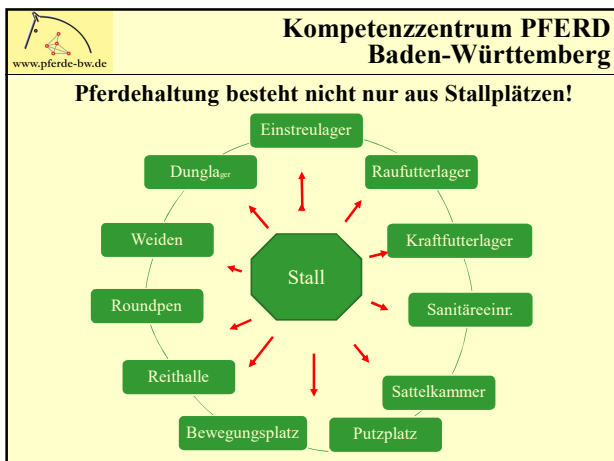 www.pferde-bw.de
Kompetenzzentrum PFERD
Baden-Württemberg
Pferdehaltung besteht nicht nur aus Stallplätzen!
Einstreulager
Dunglager
Raufutterlager
Weiden
Kraftfutterlager
Stall
Roundpen
Sanitäreeinr.
Reithalle
Sattelkammer
Bewegungsplatz
Putzplatz